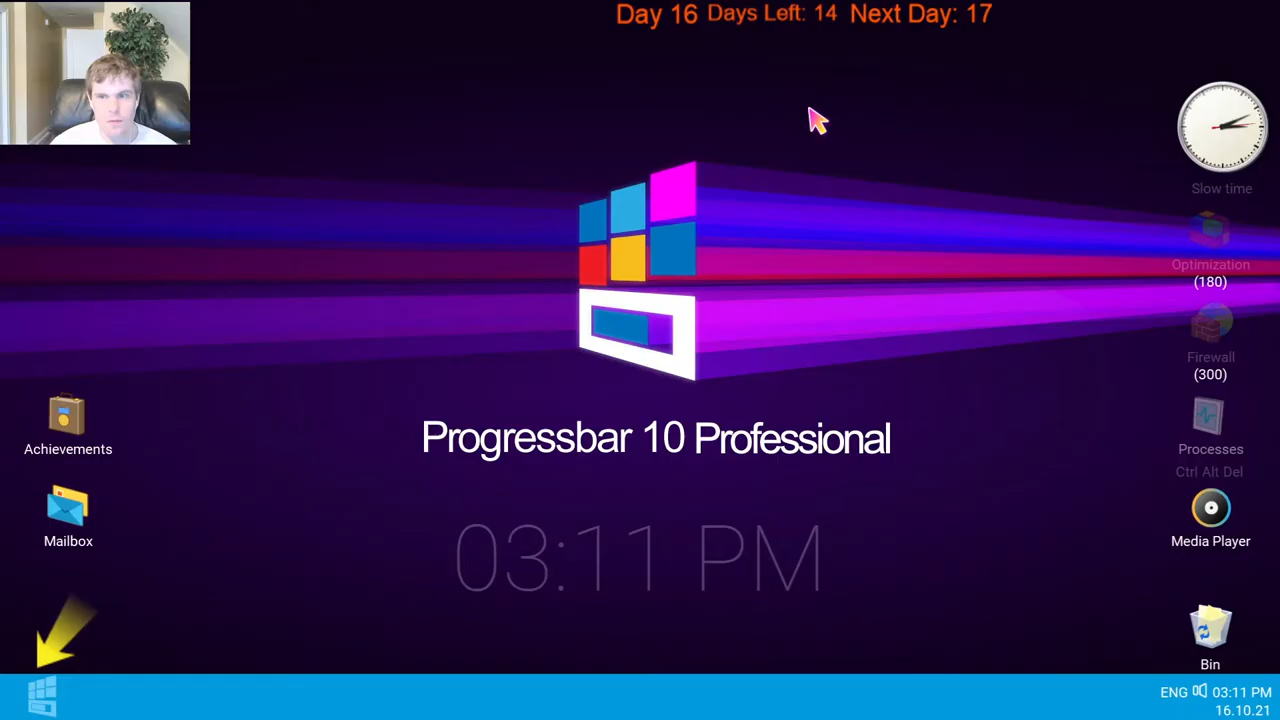 Day 16 Days Left: 14 Next Day: 17
Slow time
Optimization
(180)
Firewall
(300)
Achievements
Processes
Ctrl Alt Del
Progressbar 10 Professional
Mailbox
Media Player
03:11 PM
Bin
ENG 03:11 PM
16.10.21